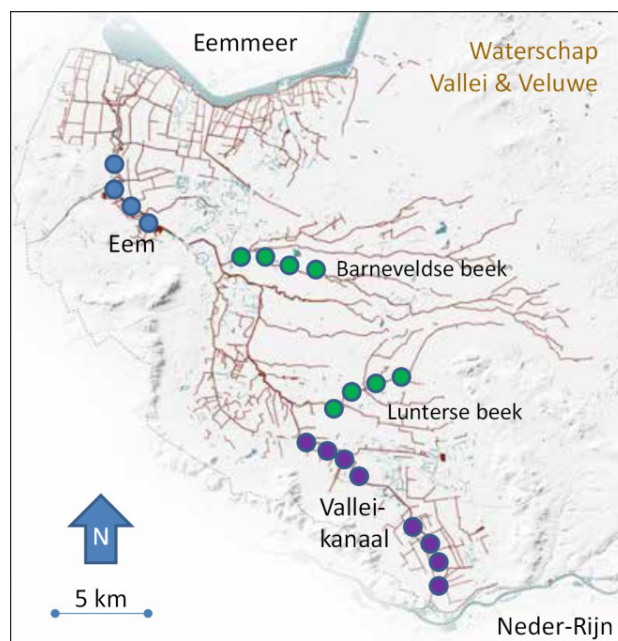 Eemmeer
Waterschap
Vallei & Veluwe
Eem
Barneveldse beek
Lunterse beek
Vallei-
kanaal
N
5 km
Neder-Rijn